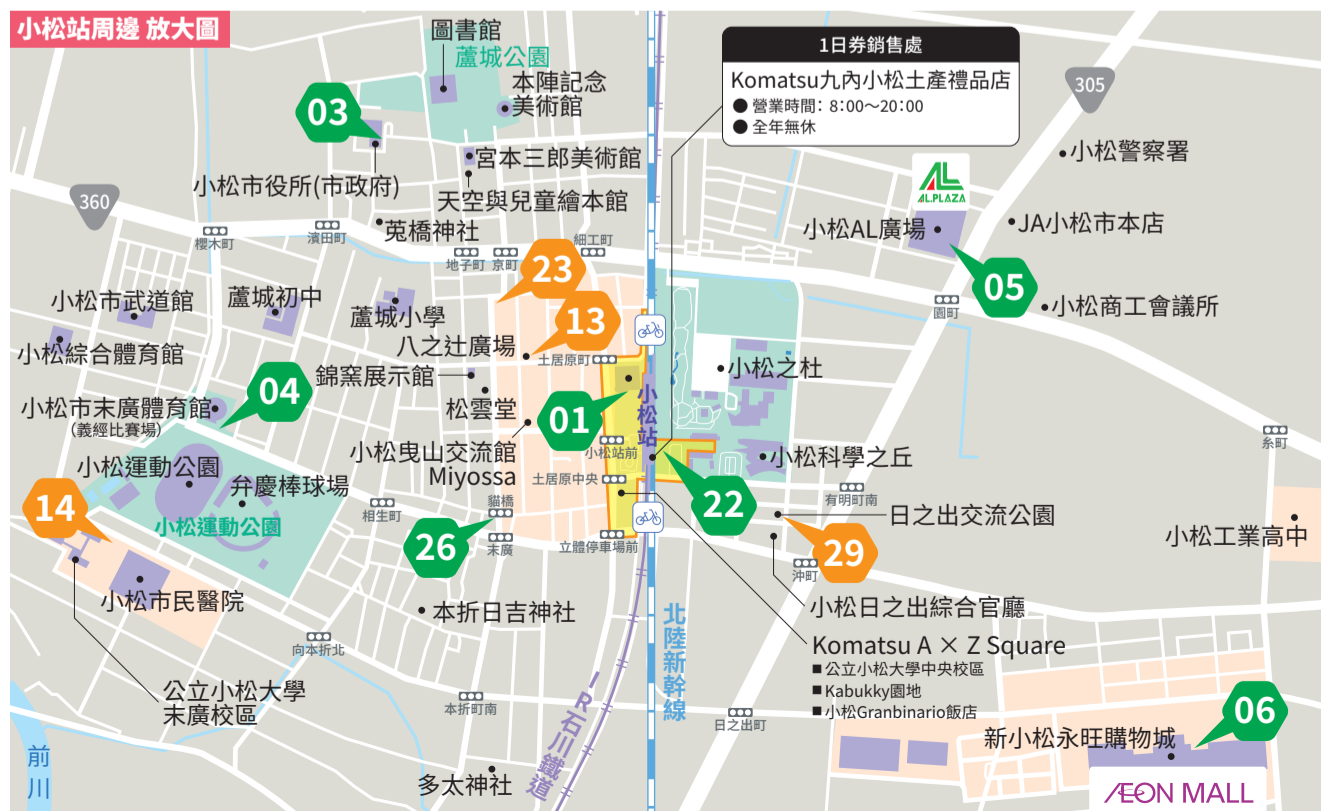 小松站周邊 放大圖
圖書館
蘆城公園
本陣記念
美術館
03
1日券銷售處
Komatsu九內小松土產禮品店
● 營業時間：8:00～20:00
● 全年無休
305
小松警察署
宮本三郎美術館
小松市役所(市政府)
天空與兒童繪本館
AL.PLAZA
360
小松AL廣場
JA小松市本店
菟橋神社
櫻木町
濱田町
地子町
京町
細工町
23
05
小松市武道館
蘆城初中
蘆城小學
13
園町
小松商工會議所
小松綜合體育館
八之辻廣場
土居原町
錦窯展示館
小松之杜
04
小松市末廣體育館
(義經比賽場)
松雲堂
01
小松站
小松曳山交流館
Miyossa
小松站前
糸町
小松運動公園
弁慶棒球場
土居原中央
小松科學之丘
14
小松運動公園
相生町
貓橋
22
有明町南
日之出交流公園
26
末廣
立體停車場前
29
小松工業高中
沖町
小松市民醫院
本折日吉神社
小松日之出綜合官廳
向本折北
北陸新幹線
Komatsu A × Z Square
■ 公立小松大學中央校區
■ Kabukky園地
■ 小松Granbinario飯店
公立小松大學
末廣校區
本折町南
日之出町
06
IR石川鐵道
新小松永旺購物城
前川
多太神社
ÆON MALL